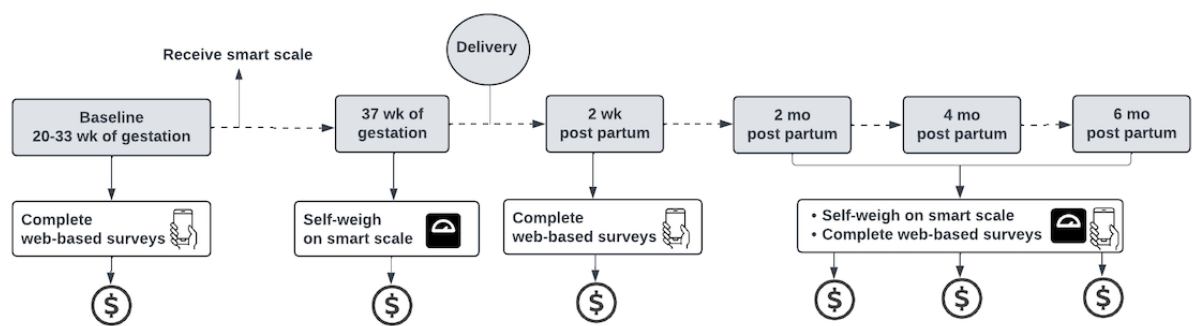 Delivery
Receive smart scale
Baseline
20-33 wk of gestation
37 wk of
gestation
2 wk
post partum
2 mo
post partum
4 mo
post partum
6 mo
post partum
Complete
web-based surveys
Self-weigh
on smart scale
Complete
web-based surveys
• Self-weigh on smart scale
• Complete web-based surveys
$
$
$
$
$
$